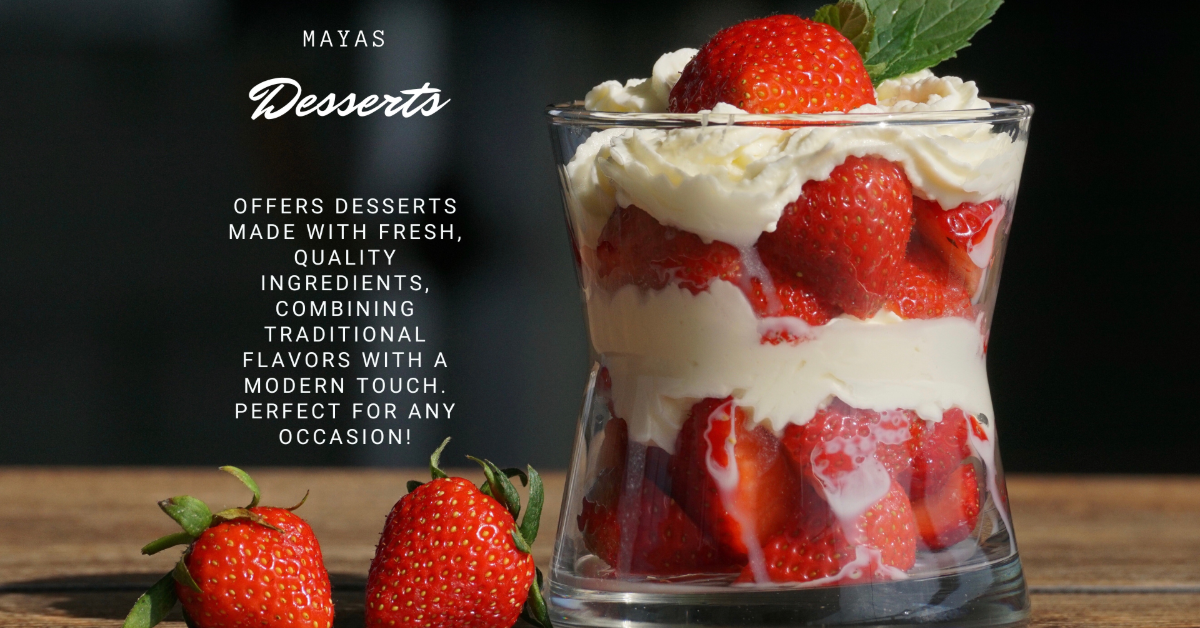 MAYAS
Desserts
OFFERS DESSERTS
MADE WITH FRESH,
QUALITY
INGREDIENTS,
COMBINING
TRADITIONAL
FLAVORS WITH A
MODERN TOUCH.
PERFECT FOR ANY
OCCASION!